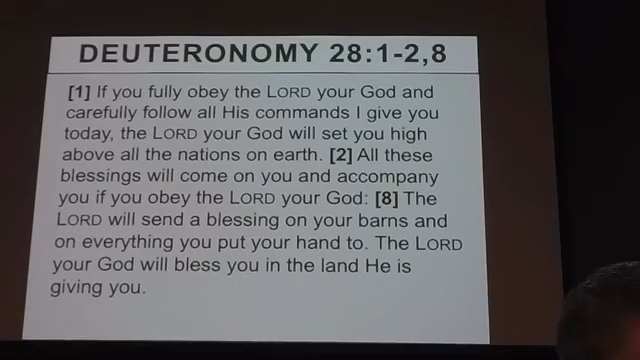 DEUTERONOMY 28:1-2,8
[1] If you fully obey the LORD your God and
carefully follow all His commands I give you
today, the LORD your God will set you high
above all the nations on earth. [2] All these
blessings will come on you and accompany
you if you obey the LORD your God: [8] The
LORD will send a blessing on your barns and
on everything you put your hand to. The LORD
your God will bless you in the land He is
giving you.